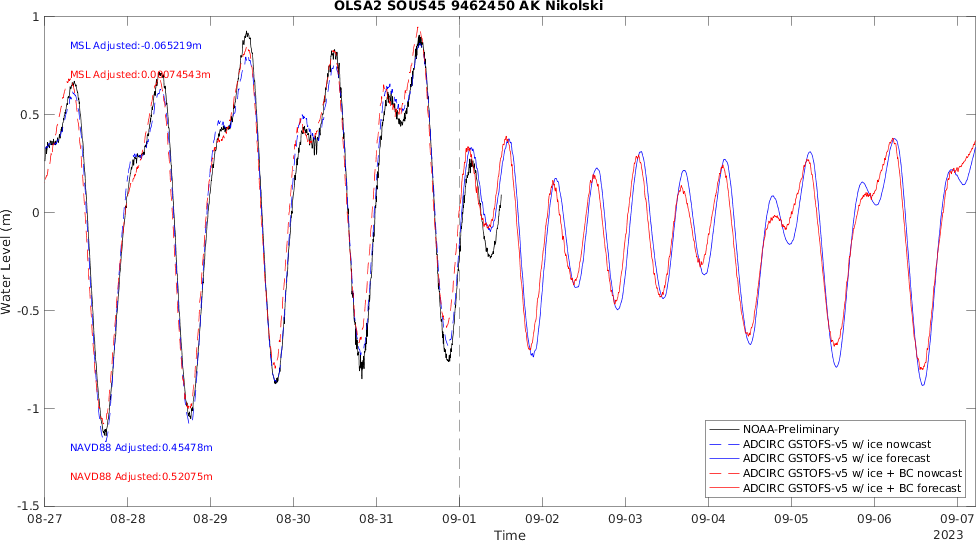 OLSA2 SOUS45 9462450 AK Nikolski
1
MSL Adjusted:-0.065219m
MSL Adjusted:0.00074543m
0.5
0
Water Level (m)
-0.5
-1
NAVD88 Adjusted:0.45478m
NAVD88 Adjusted:0.52075m
NOAA-Preliminary
ADCIRC GSTOFS-v5 w/ ice nowcast
ADCIRC GSTOFS-v5 w/ ice forecast
ADCIRC GSTOFS-v5 w/ ice + BC nowcast
ADCIRC GSTOFS-v5 w/ ice + BC forecast
-1.5
08-27 08-28 08-29 08-30 08-31 09-01 09-02 09-03 09-04 09-05 09-06 09-07
Time 2023